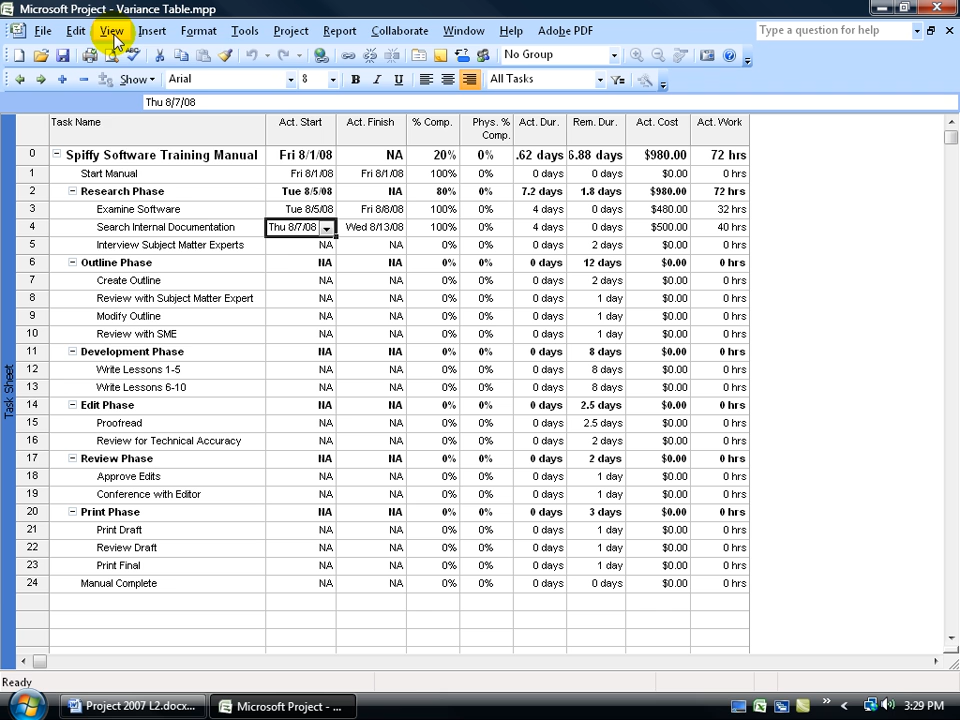 Microsoft Project - Variance Table.mpp
File Edit View Insert Format Tools Project Report Collaborate Window Help Adobe PDF Type a question for help
No Group
Show Arial 8 B I U All Tasks
Thu 8/7/08
Task Name Act. Start Act. Finish % Comp. Phys. % Comp. Act. Dur. Rem. Dur. Act. Cost Act. Work
0 Spiffy Software Training Manual Fri 8/1/08 NA 20% 0% .62 days 6.88 days $980.00 72 hrs
1 Start Manual Fri 8/1/08 Fri 8/1/08 100% 0% 0 days 0 days $0.00 0 hrs
2 Research Phase Tue 8/5/08 NA 80% 0% 7.2 days 1.8 days $980.00 72 hrs
3 Examine Software Tue 8/5/08 Fri 8/8/08 100% 0% 4 days 0 days $480.00 32 hrs
4 Search Internal Documentation Thu 8/7/08 Wed 8/13/08 100% 0% 4 days 0 days $500.00 40 hrs
5 Interview Subject Matter Experts NA NA 0% 0% 0 days 2 days $0.00 0 hrs
6 Outline Phase NA NA 0% 0% 0 days 12 days $0.00 0 hrs
7 Create Outline NA NA 0% 0% 0 days 2 days $0.00 0 hrs
8 Review with Subject Matter Expert NA NA 0% 0% 0 days 1 day $0.00 0 hrs
9 Modify Outline NA NA 0% 0% 0 days 1 day $0.00 0 hrs
10 Review with SME NA NA 0% 0% 0 days 1 day $0.00 0 hrs
11 Development Phase NA NA 0% 0% 0 days 8 days $0.00 0 hrs
12 Write Lessons 1-5 NA NA 0% 0% 0 days 8 days $0.00 0 hrs
13 Write Lessons 6-10 NA NA 0% 0% 0 days 8 days $0.00 0 hrs
14 Edit Phase NA NA 0% 0% 0 days 2.5 days $0.00 0 hrs
15 Proofread NA NA 0% 0% 0 days 2.5 days $0.00 0 hrs
16 Review for Technical Accuracy NA NA 0% 0% 0 days 2 days $0.00 0 hrs
17 Review Phase NA NA 0% 0% 0 days 2 days $0.00 0 hrs
18 Approve Edits NA NA 0% 0% 0 days 1 day $0.00 0 hrs
19 Conference with Editor NA NA 0% 0% 0 days 1 day $0.00 0 hrs
20 Print Phase NA NA 0% 0% 0 days 3 days $0.00 0 hrs
21 Print Draft NA NA 0% 0% 0 days 1 day $0.00 0 hrs
22 Review Draft NA NA 0% 0% 0 days 1 day $0.00 0 hrs
23 Print Final NA NA 0% 0% 0 days 1 day $0.00 0 hrs
24 Manual Complete NA NA 0% 0% 0 days 0 days $0.00 0 hrs
Task Sheet
Ready
Project 2007 L2.docx... Microsoft Project - ... 3:29 PM